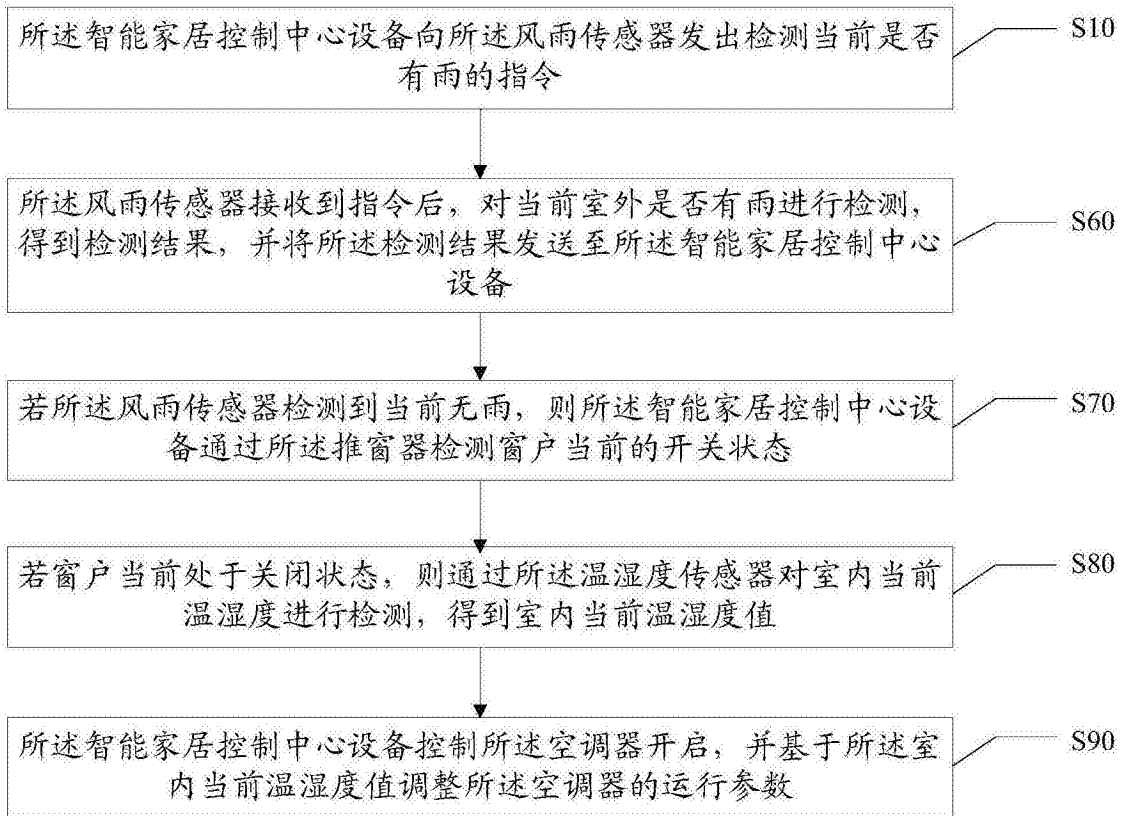 所述智能家居控制中心设备向所述风雨传感器发出检测当前是否
有雨的指令
S10
所述风雨传感器接收到指令后，对当前室外是否有雨进行检测，
得到检测结果，并将所述检测结果发送至所述智能家居控制中心
设备
S60
若所述风雨传感器检测到当前无雨，则所述智能家居控制中心设
备通过所述推窗器检测窗户当前的开关状态
S70
若窗户当前处于关闭状态，则通过所述温湿度传感器对室内当前
温湿度进行检测，得到室内当前温湿度值
S80
所述智能家居控制中心设备控制所述空调器开启，并基于所述室
内当前温湿度值调整所述空调器的运行参数
S90